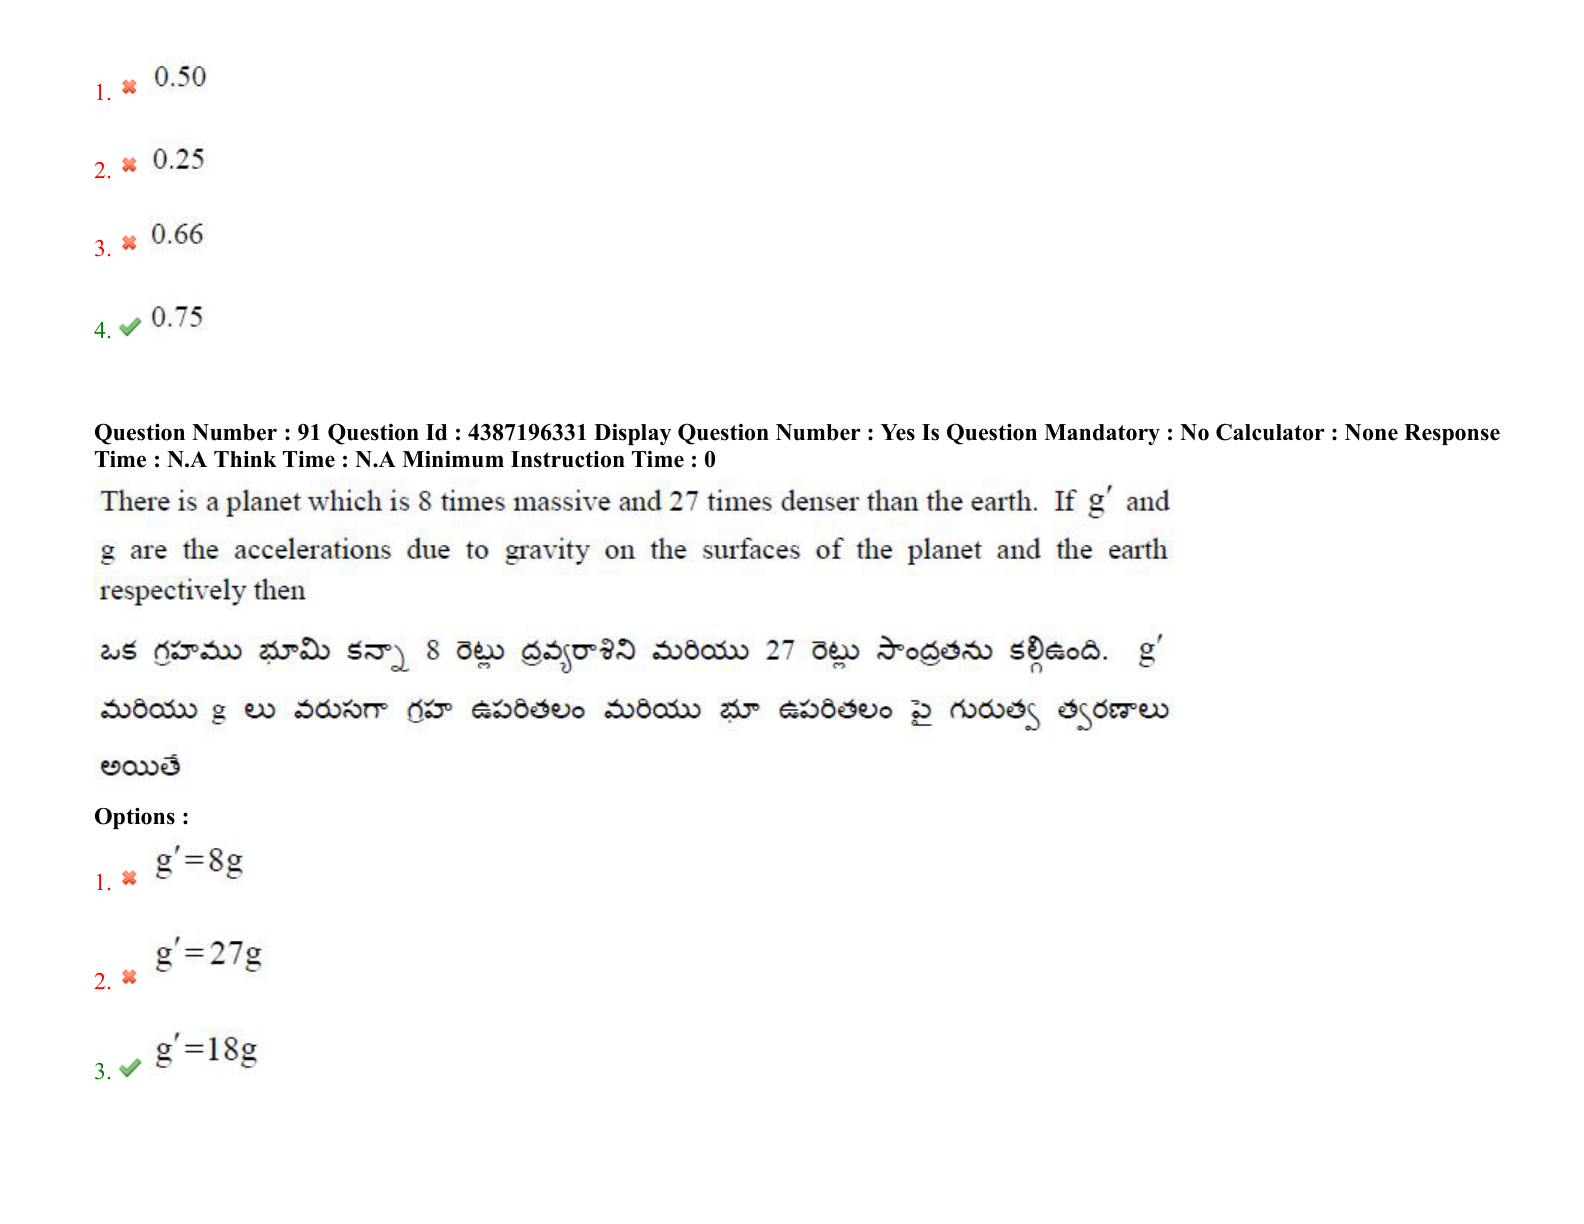 1. 0.50
2. 0.25
3. 0.66
4. 0.75
Question Number : 91 Question Id : 4387196331 Display Question Number : Yes Is Question Mandatory : No Calculator : None Response
Time : N.A Think Time : N.A Minimum Instruction Time : 0
There is a planet which is 8 times massive and 27 times denser than the earth. If g′ and
g are the accelerations due to gravity on the surfaces of the planet and the earth
respectively then
ఒక గ్రహము భూమి కన్నా 8 రెట్లు ద్రవ్యరాశిని మరియు 27 రెట్లు సాంద్రతను కల్గిఉంది. g′
మరియు g లు వరుసగా గ్రహ ఉపరితలం మరియు భూ ఉపరితలం పై గురుత్వ త్వరణాలు
అయితే
Options :
1. g′=8g
2. g′=27g
3. g′=18g